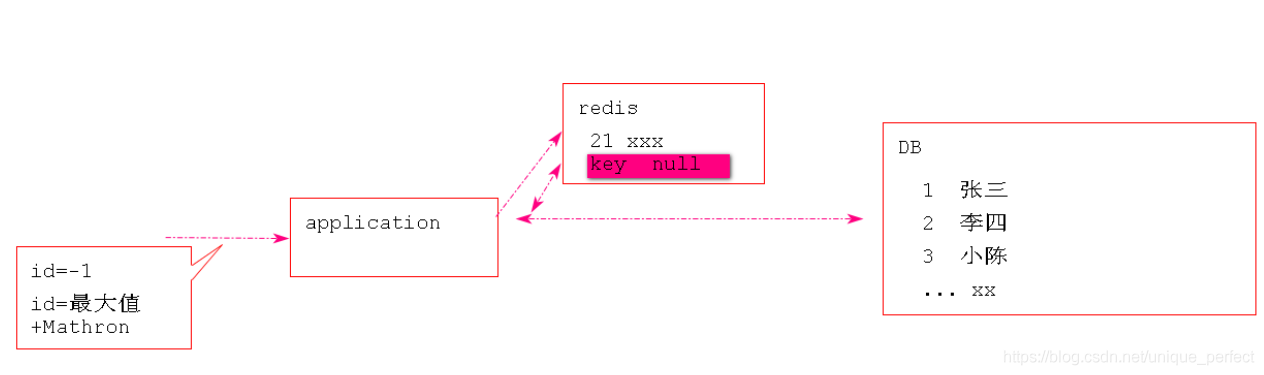 redis
21 xxx
key null
DB
1 张三
2 李四
3 小陈
... xx
application
id=-1
id=最大值
+Mathron
https://blog.csdn.net/unique_perfect